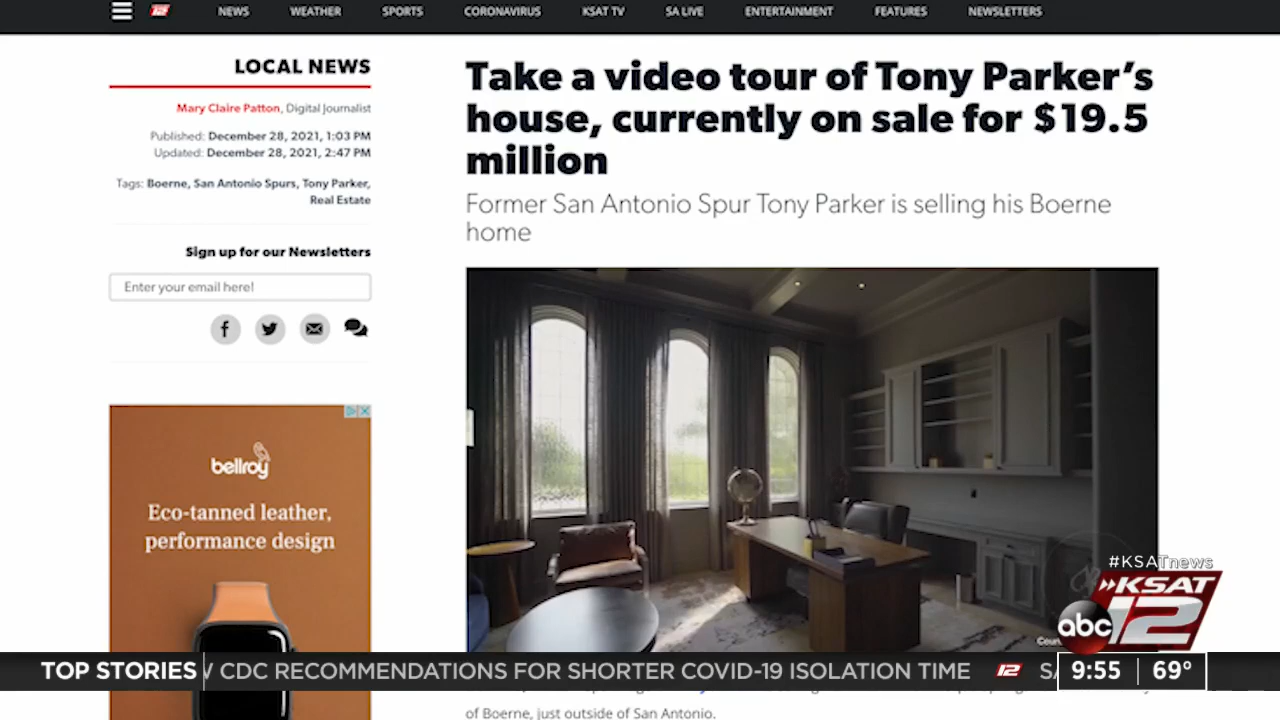 NEWS WEATHER SPORTS CORONAVIRUS KSAT TV SA LIVE ENTERTAINMENT FEATURES NEWSLETTERS
LOCAL NEWS
Mary Claire Patton, Digital Journalist
Published: December 28, 2021, 1:03 PM
Updated: December 28, 2021, 2:47 PM
Tags: Boerne, San Antonio Spurs, Tony Parker,
Real Estate
Sign up for our Newsletters
Enter your email here!
bellroy
Eco-tanned leather,
performance design
Take a video tour of Tony Parker’s
house, currently on sale for $19.5
million
Former San Antonio Spur Tony Parker is selling his Boerne
home
#KSATnews
KSAT
abc 12
TOP STORIES CDC RECOMMENDATIONS FOR SHORTER COVID-19 ISOLATION TIME 12 9:55 69°
of Boerne, just outside of San Antonio.